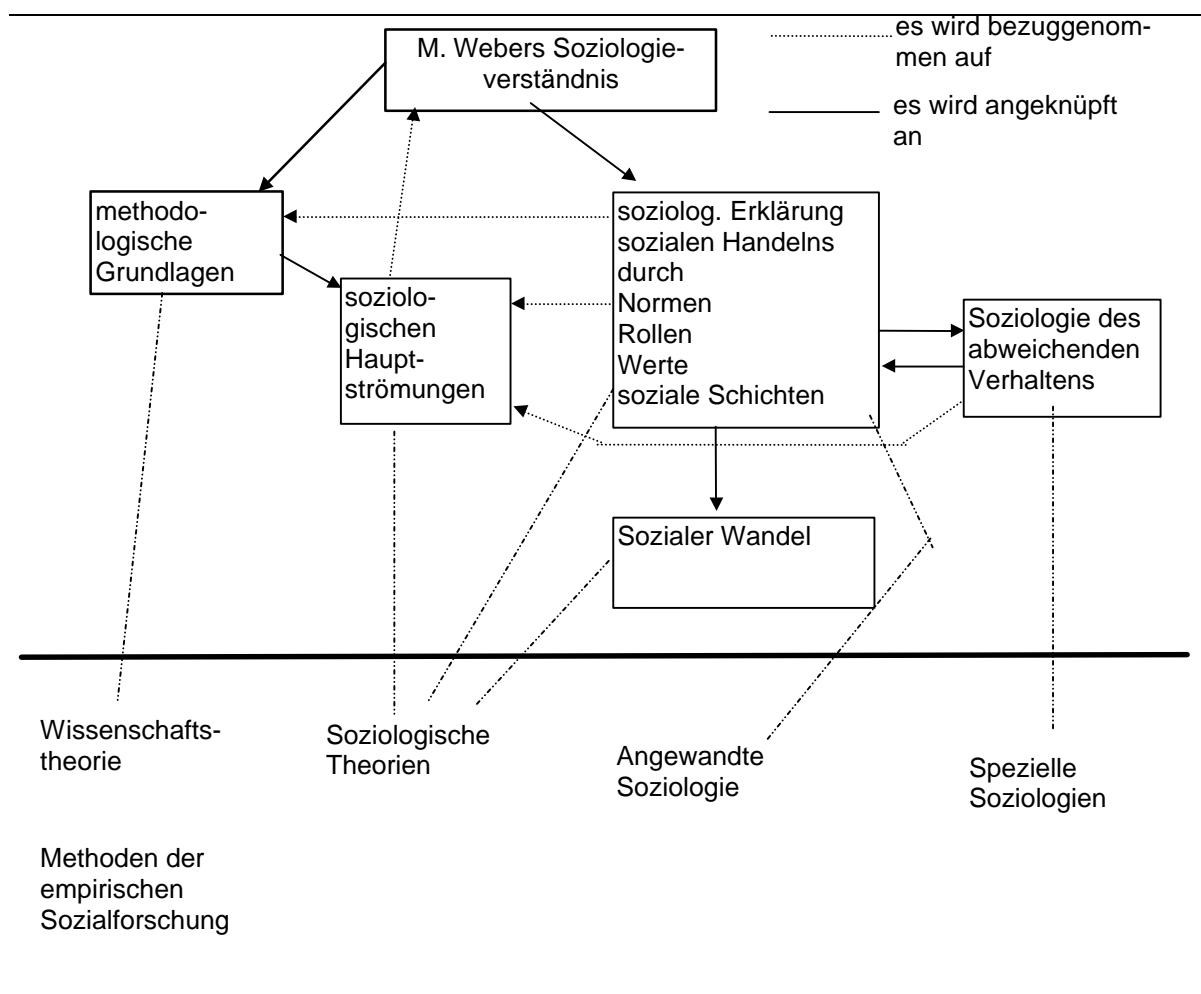 M. Webers Soziologie-
verständnis
es wird bezuggenom-
men auf
es wird angeknüpft
an
methodo-
logische
Grundlagen
soziolo-
gischen
Haupt-
strömungen
soziolog. Erklärung
sozialen Handelns
durch
Normen
Rollen
Werte
soziale Schichten
Soziologie des
abweichenden
Verhaltens
Sozialer Wandel
Wissenschafts-
theorie
Soziologische
Theorien
Angewandte
Soziologie
Spezielle
Soziologien
Methoden der
empirischen
Sozialforschung